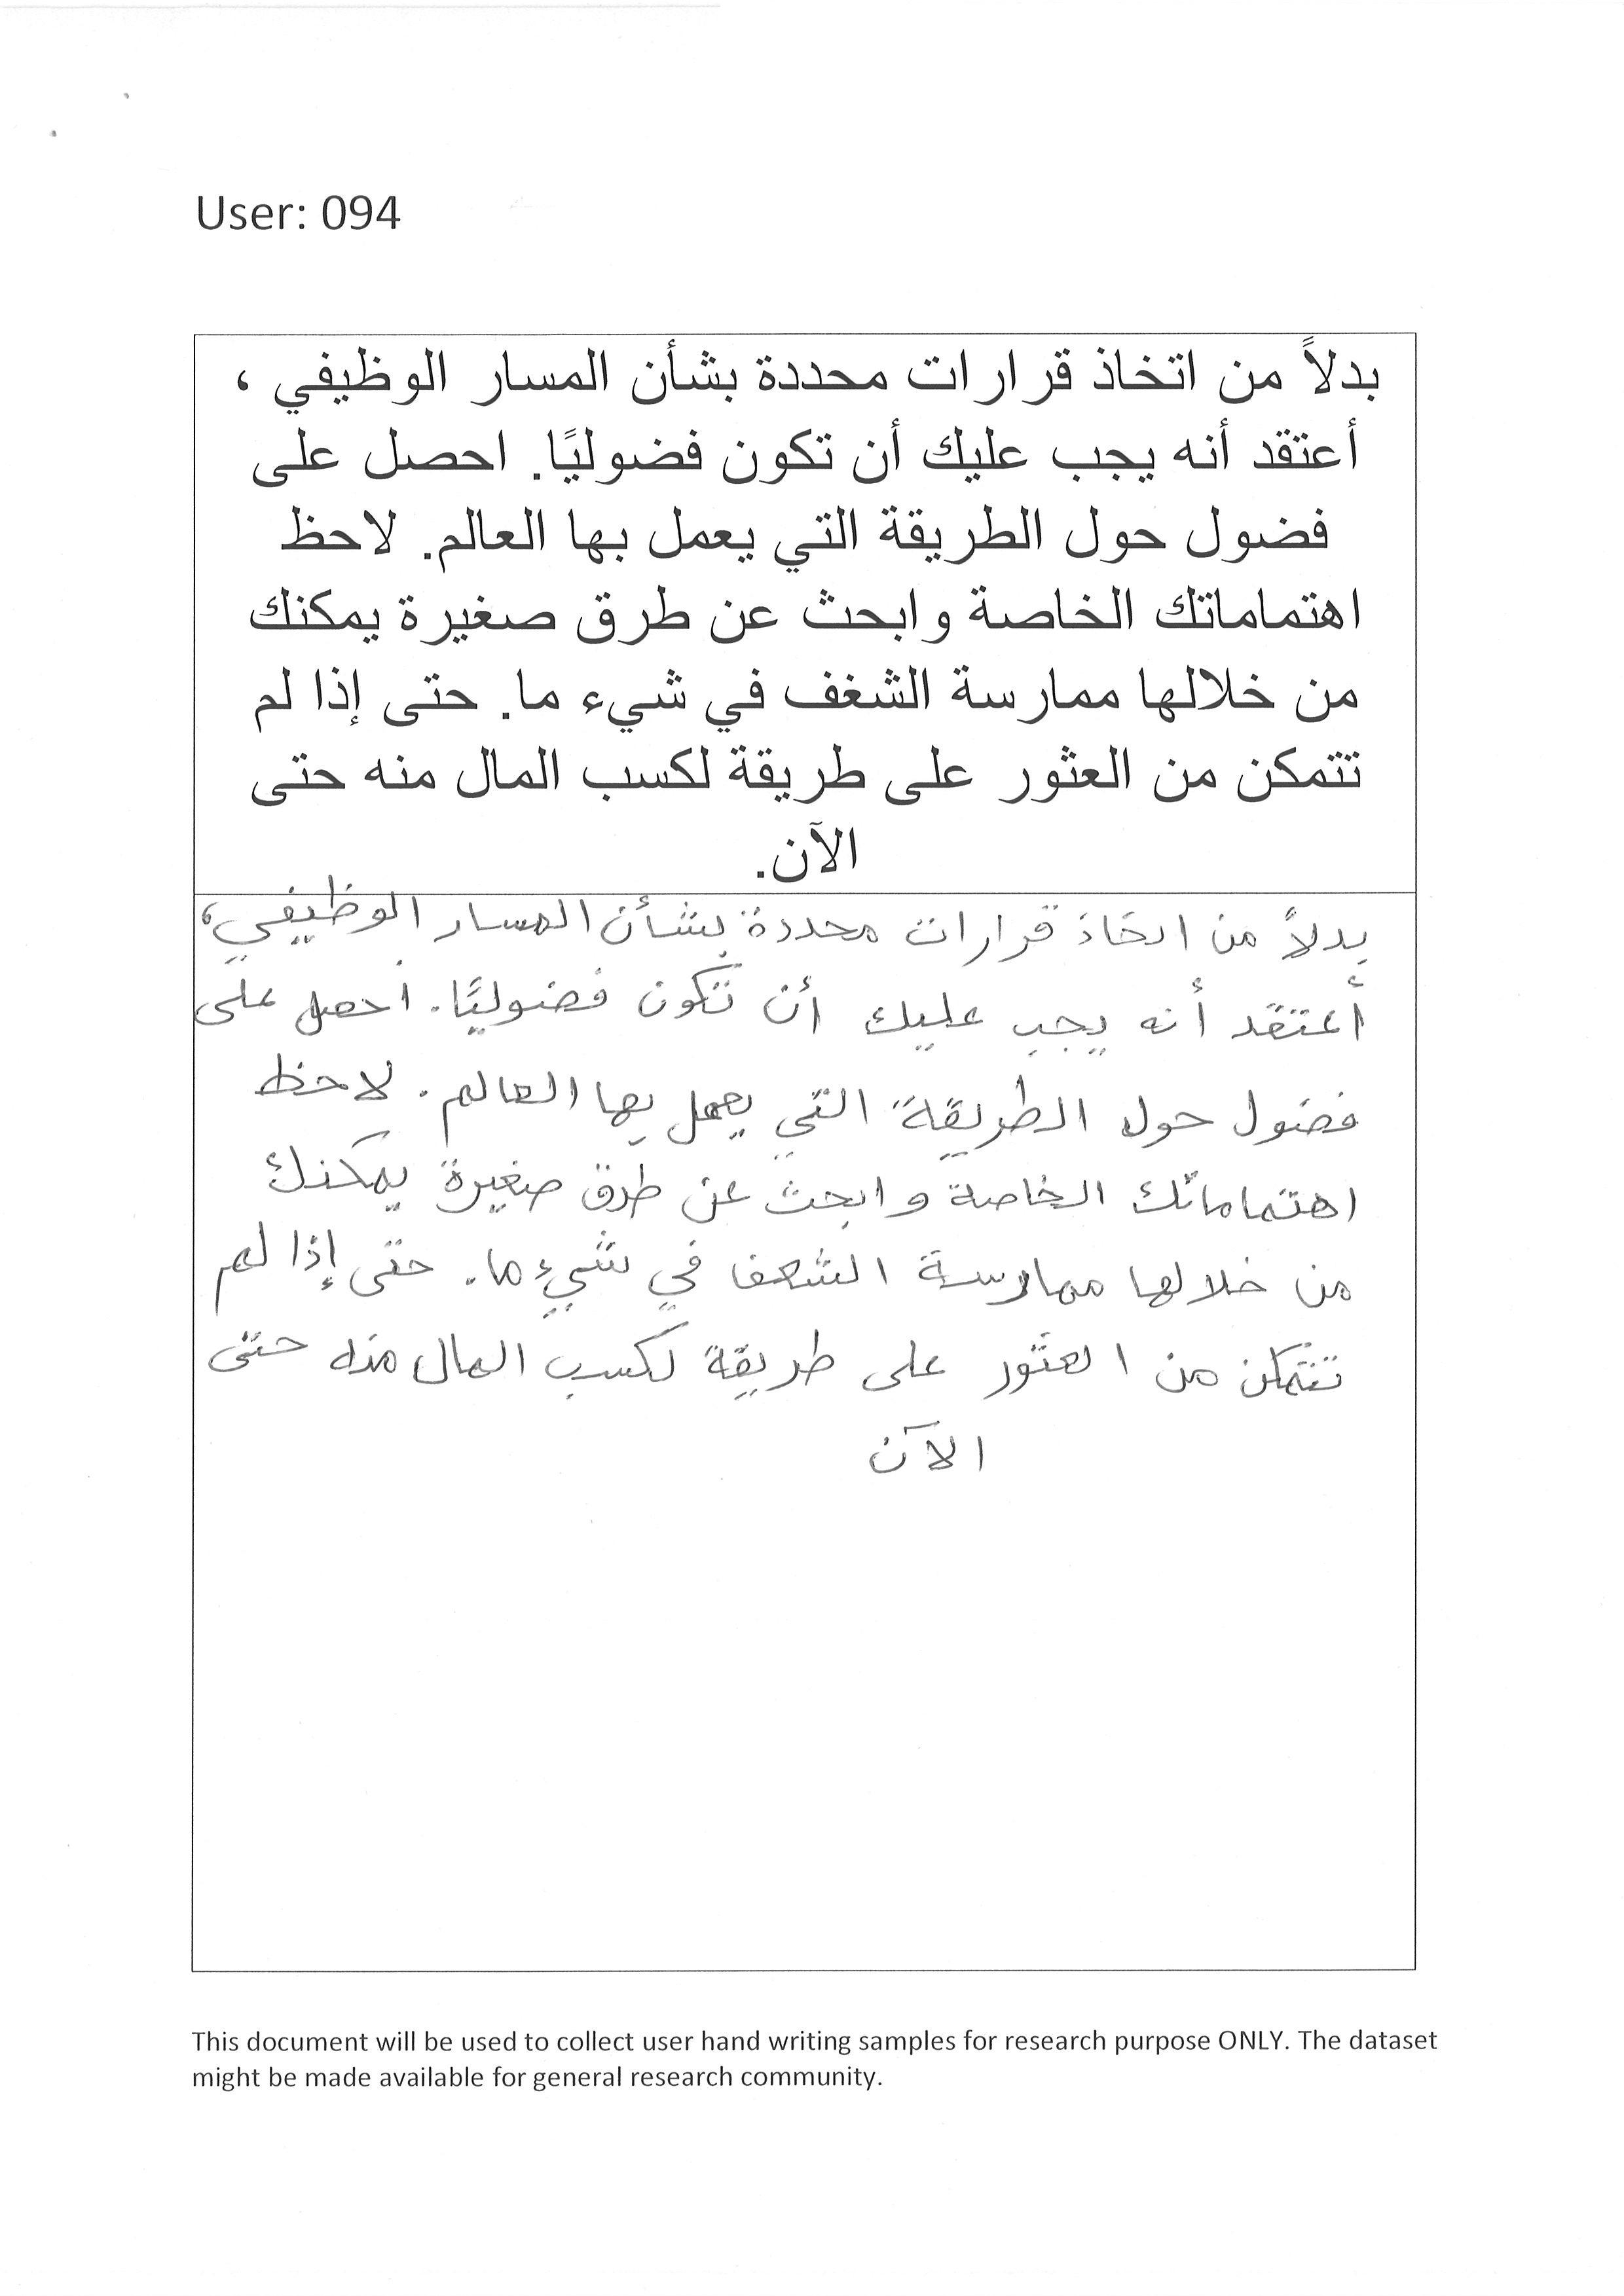 User: 094
بدلاً من اتخاذ قرارات محددة بشأن المسار الوظيفي ،
أعتقد أنه يجب عليك أن تكون فضوليًا. احصل على
فضول حول الطريقة التي يعمل بها العالم. لاحظ
اهتماماتك الخاصة وابحث عن طرق صغيرة يمكنك
من خلالها ممارسة الشغف في شيء ما. حتى إذا لم
تتمكن من العثور على طريقة لكسب المال منه حتى
الآن.
بدلاً من اتخاذ قرارات محددة بشأن المسار الوظيفي،
أعتقد أنه يجب عليك أن تكون فضوليًا. احصل على
فضول حول الطريقة التي يعمل بها العالم. لاحظ
اهتماماتك الخاصة وابحث عن طرق صغيرة يمكنك
من خلالها ممارسة الشغف في شيء ما. حتى إذا لم
تتمكن من العثور على طريقة لكسب المال منه حتى
الآن
This document will be used to collect user hand writing samples for research purpose ONLY. The dataset
might be made available for general research community.